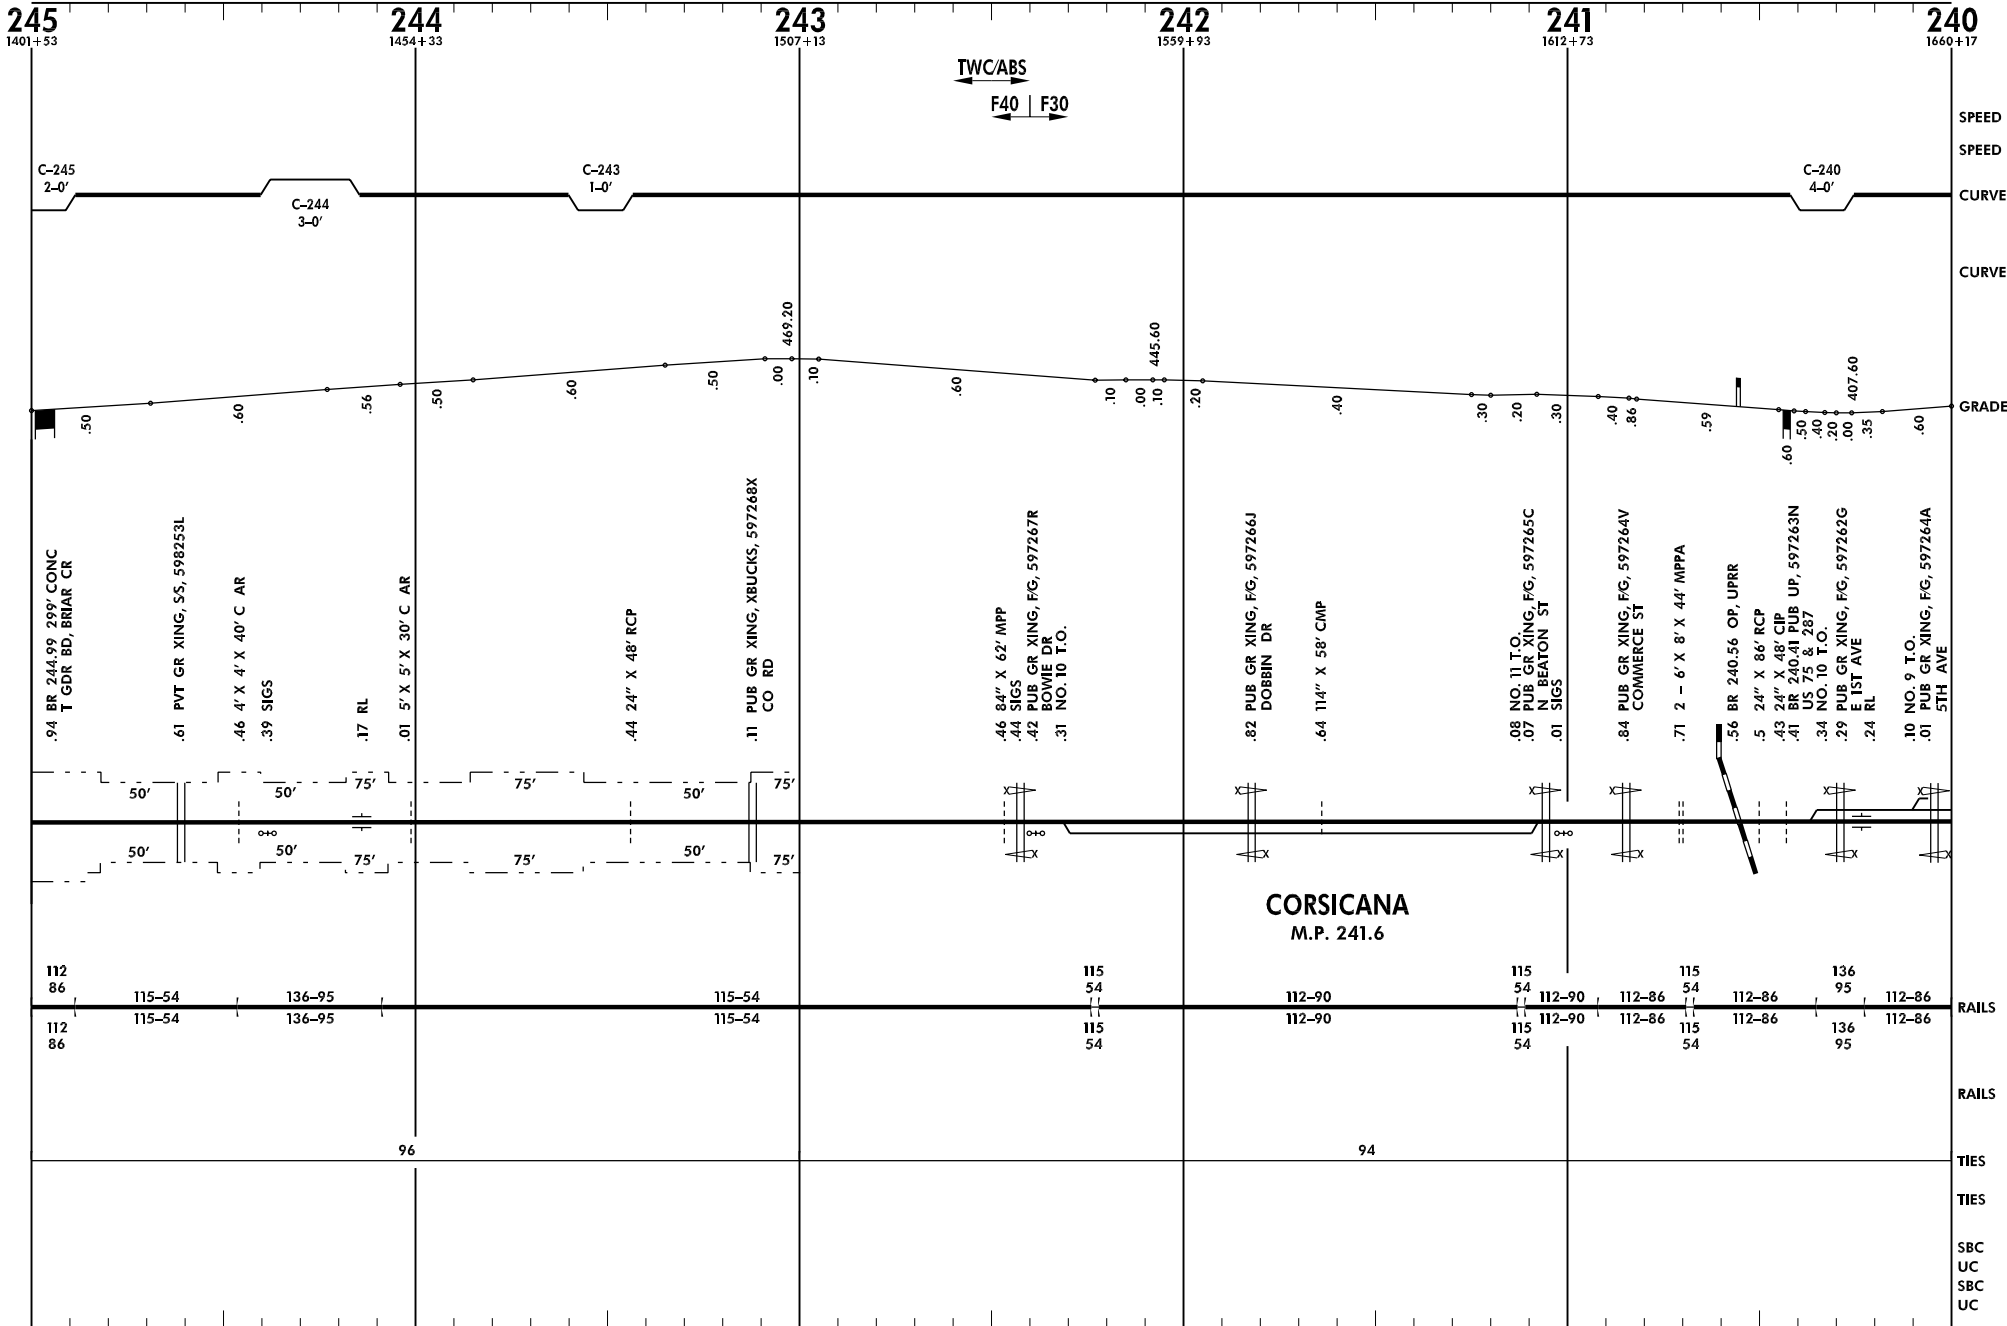 245
1401+53
244
1454+33
243
1507+13
242
1559+93
241
1612+73
240
1660+17
TWC/ABS
F40 | F30
SPEED
SPEED
C-245
2-0'
C-244
3-0'
C-243
1-0'
C-240
4-0'
CURVE
CURVE
469.20
445.60
407.60
.50
.60
.56
.50
.60
.50
.00
.10
.60
.10
.00
.10
.20
.40
.30
.20
.30
.40
.86
.59
.60
.50
.40
.20
.00
.35
.60
GRADE
.94 BR 244.99 299' CONC
T GDR BD, BRIAR CR
.61 PVT GR XING, S/S, 598253L
.46 4' X 4' X 40' C AR
.39 SIGS
.17 RL
.01 5' X 5' X 30' C AR
.44 24" X 48' RCP
.11 PUB GR XING, XBUCKS, 597268X
CO RD
.46 84" X 62' MPP
.44 SIGS
.42 PUB GR XING, F/G, 597267R
BOWIE DR
.31 NO. 10 T.O.
.82 PUB GR XING, F/G, 597266J
DOBBIN DR
.64 114" X 58' CMP
.08 NO. 11 T.O.
.07 PUB GR XING, F/G, 597265C
N BEATON ST
.01 SIGS
.84 PUB GR XING, F/G, 597264V
COMMERCE ST
.71 2 - 6' X 8' X 44' MPPA
.56 BR 240.56 OP, UPRR
.5 24" X 86' RCP
.43 24" X 48' CIP
.41 BR 240.41 PUB UP, 597263N
US 75 & 287
.34 NO. 10 T.O.
.29 PUB GR XING, F/G, 597262G
E 1ST AVE
.24 RL
.10 NO. 9 T.O.
.01 PUB GR XING, F/G, 597264A
5TH AVE
50'
50'
75'
75'
50'
75'
X
X
X
X
X
X
50'
50'
75'
75'
50'
75'
X
X
X
X
X
X
CORSICANA
M.P. 241.6
112
86
115-54
136-95
115-54
115
54
112-90
115
54
112-90
112-86
115
54
112-86
136
95
112-86
RAILS
112
86
115-54
136-95
115-54
115
54
112-90
115
54
112-90
112-86
115
54
112-86
136
95
112-86
RAILS
96
94
TIES
TIES
SBC
UC
SBC
UC